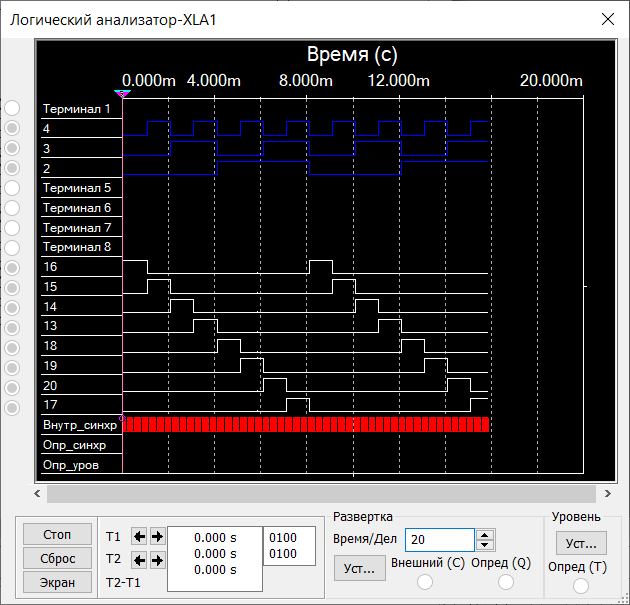 Логический анализатор-XLA1
Время (с)
0.000m 4.000m 8.000m 12.000m 20.000m
Терминал 1
4
3
2
Терминал 5
Терминал 6
Терминал 7
Терминал 8
16
15
14
13
18
19
20
17
Внутр_синхр
Опр_синхр
Опр_уров
Стоп
Сброс
Экран
T1
T2
T2-T1
0.000 s
0.000 s
0.000 s
0100
0100
Развертка
Время/Дел 20
Уст...
Внешний (C) Опред (Q)
Уровень
Уст...
Опред (T)